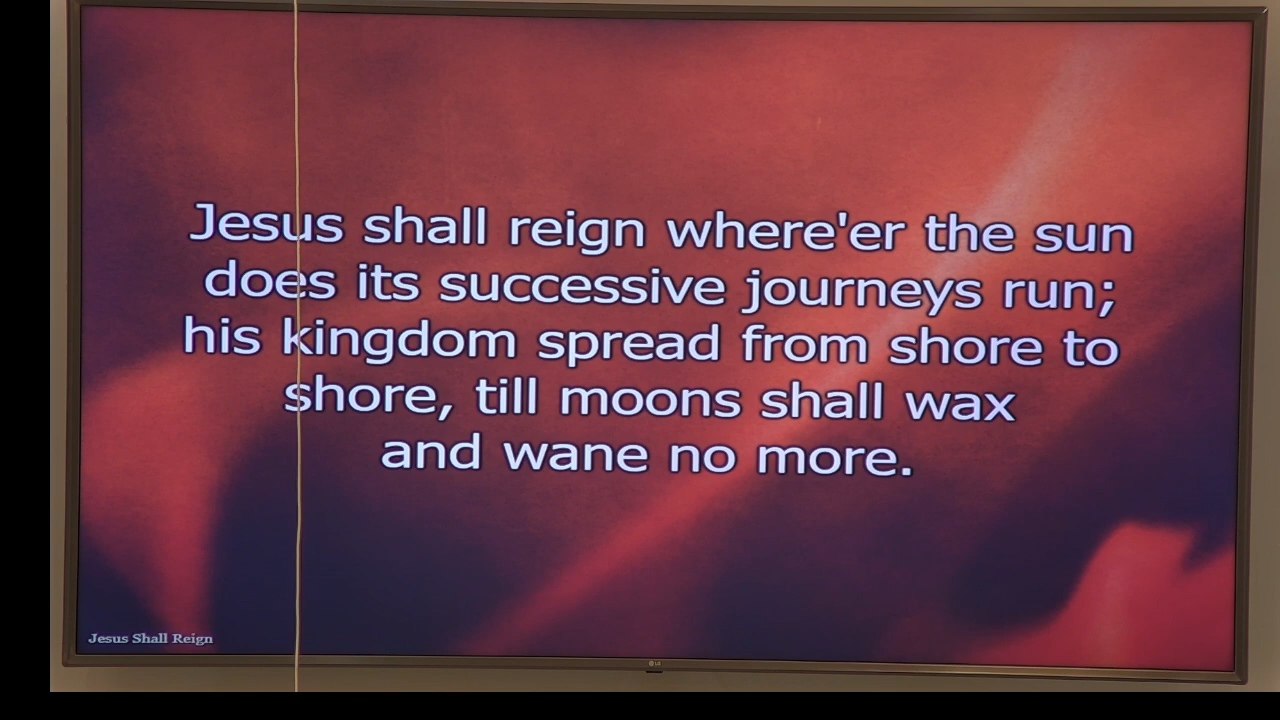 Jesus shall reign where'er the sun
does its successive journeys run;
his kingdom spread from shore to
shore, till moons shall wax
and wane no more.
Jesus Shall Reign
LG